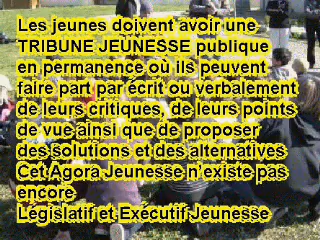 Les jeunes doivent avoir une
TRIBUNE JEUNESSE publique
en permanence où ils peuvent
faire part par écrit ou verbalement
de leurs critiques, de leurs points
de vue ainsi que de proposer
des solutions et des alternatives
Cet Agora Jeunesse n'existe pas
encore
Législatif et Exécutif Jeunesse